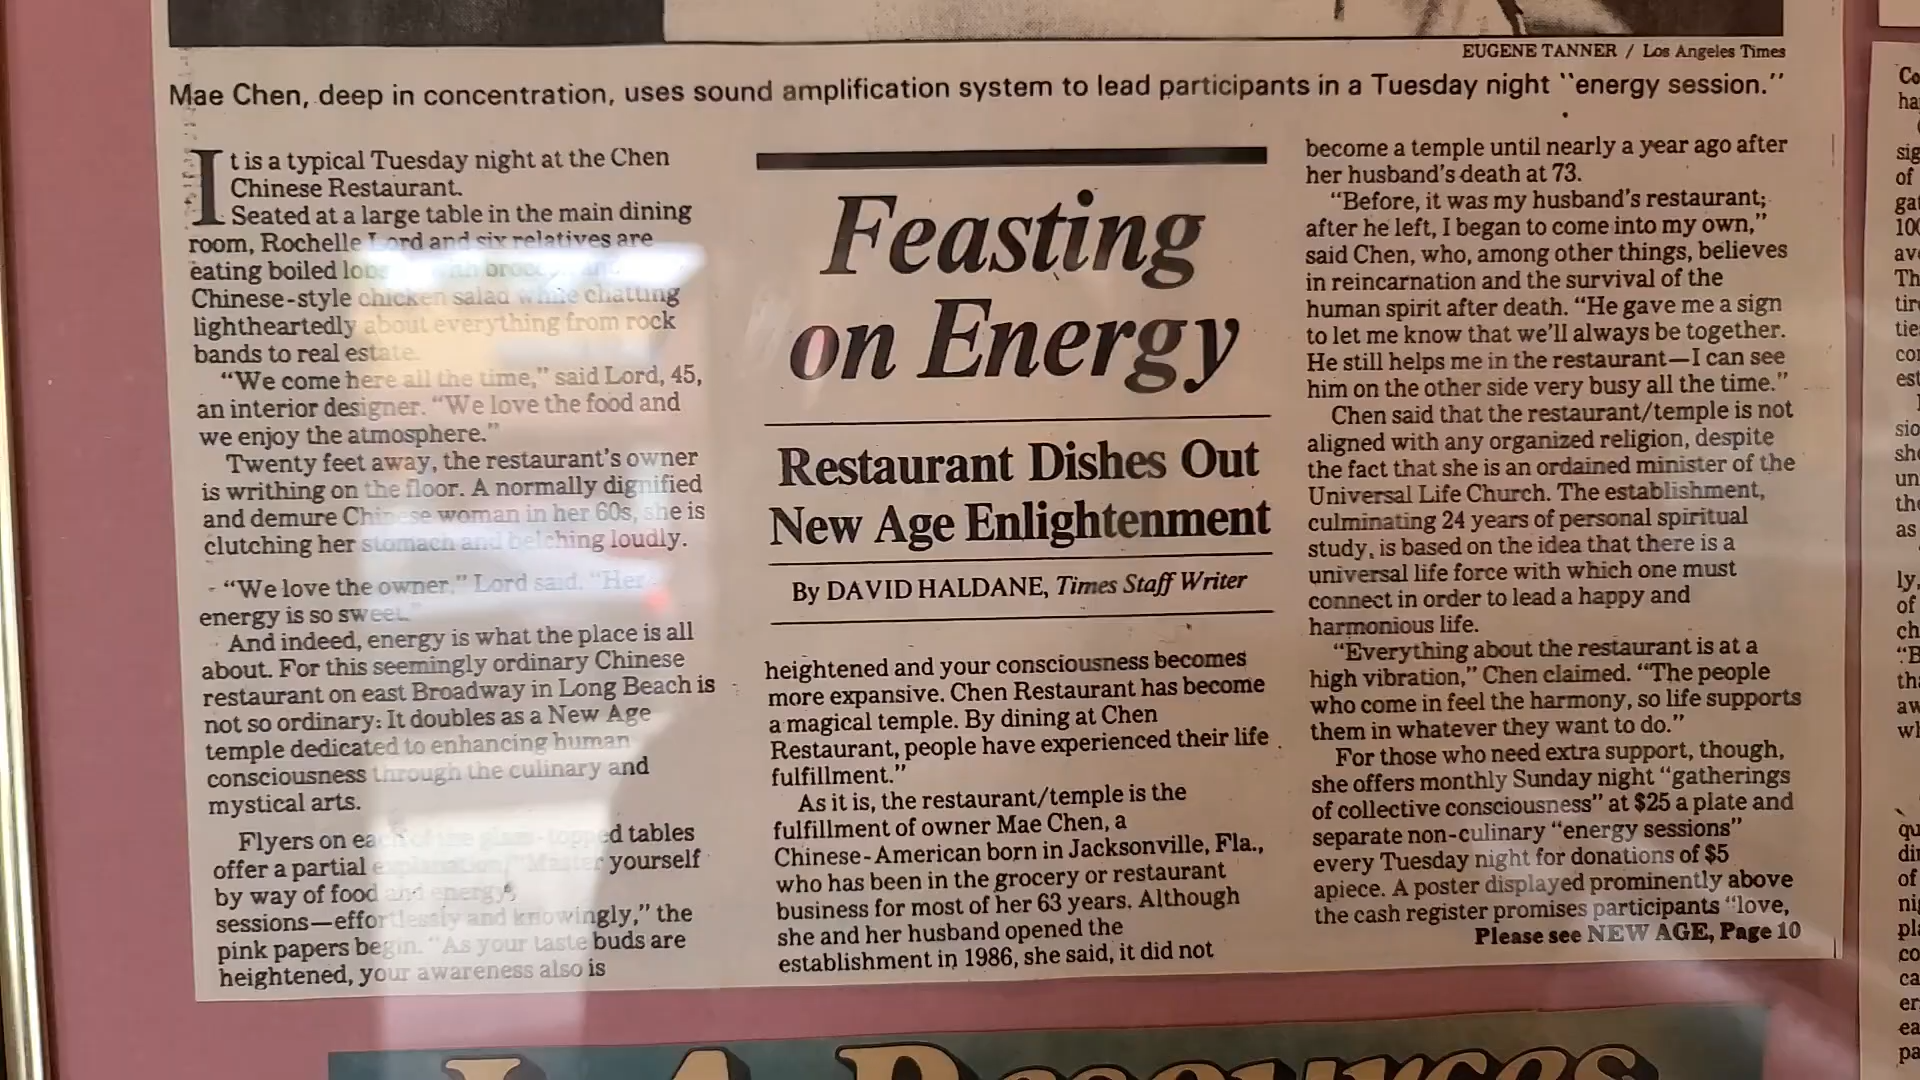 EUGENE TANNER / Los Angeles Times
Mae Chen, deep in concentration, uses sound amplification system to lead participants in a Tuesday night "energy session."
It is a typical Tuesday night at the Chen
Chinese Restaurant.
Seated at a large table in the main dining
room, Rochelle Lord and six relatives are
eating boiled
Chinese-style chicken salad while chatting
lightheartedly about everything from rock
bands to real estate.
"We come here all the time," said Lord, 45,
an interior designer. "We love the food and
we enjoy the atmosphere."
Twenty feet away, the restaurant's owner
is writhing on the floor. A normally dignified
and demure Chinese woman in her 60s, she is
clutching her stomach and belching loudly.
"We love the owner," Lord said. "Her
energy is so sweet."
And indeed, energy is what the place is all
about. For this seemingly ordinary Chinese
restaurant on east Broadway in Long Beach is
not so ordinary: It doubles as a New Age
temple dedicated to enhancing human
consciousness through the culinary and
mystical arts.
Flyers on each of the glass-topped tables
offer a partial explanation. "Master yourself
by way of food and energy
sessions—effortlessly and knowingly," the
pink papers begin. "As your taste buds are
heightened, your awareness also is
Feasting
on Energy
Restaurant Dishes Out
New Age Enlightenment
By DAVID HALDANE, Times Staff Writer
heightened and your consciousness becomes
more expansive. Chen Restaurant has become
a magical temple. By dining at Chen
Restaurant, people have experienced their life
fulfillment."
As it is, the restaurant/temple is the
fulfillment of owner Mae Chen, a
Chinese-American born in Jacksonville, Fla.,
who has been in the grocery or restaurant
business for most of her 63 years. Although
she and her husband opened the
establishment in 1986, she said, it did not
become a temple until nearly a year ago after
her husband's death at 73.
"Before, it was my husband's restaurant;
after he left, I began to come into my own,"
said Chen, who, among other things, believes
in reincarnation and the survival of the
human spirit after death. "He gave me a sign
to let me know that we'll always be together.
He still helps me in the restaurant—I can see
him on the other side very busy all the time."
Chen said that the restaurant/temple is not
aligned with any organized religion, despite
the fact that she is an ordained minister of the
Universal Life Church. The establishment,
culminating 24 years of personal spiritual
study, is based on the idea that there is a
universal life force with which one must
connect in order to lead a happy and
harmonious life.
"Everything about the restaurant is at a
high vibration," Chen claimed. "The people
who come in feel the harmony, so life supports
them in whatever they want to do."
For those who need extra support, though,
she offers monthly Sunday night "gatherings
of collective consciousness" at $25 a plate and
separate non-culinary "energy sessions"
every Tuesday night for donations of $5
apiece. A poster displayed prominently above
the cash register promises participants "love,
Please see NEW AGE, Page 10